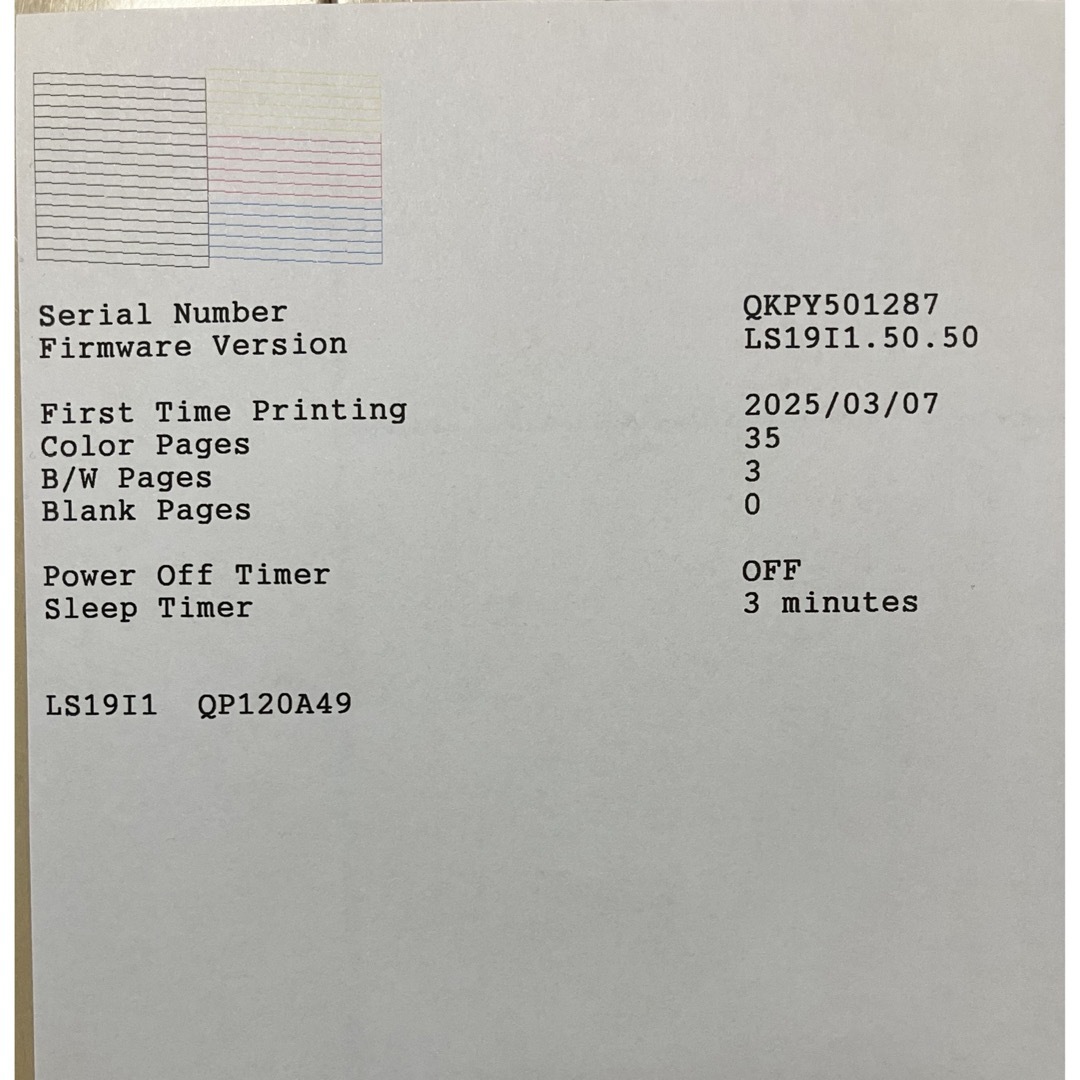 Serial Number QKPY501287
Firmware Version LS19I1.50.50
First Time Printing 2025/03/07
Color Pages 35
B/W Pages 3
Blank Pages 0
Power Off Timer OFF
Sleep Timer 3 minutes
LS19I1 QP120A49